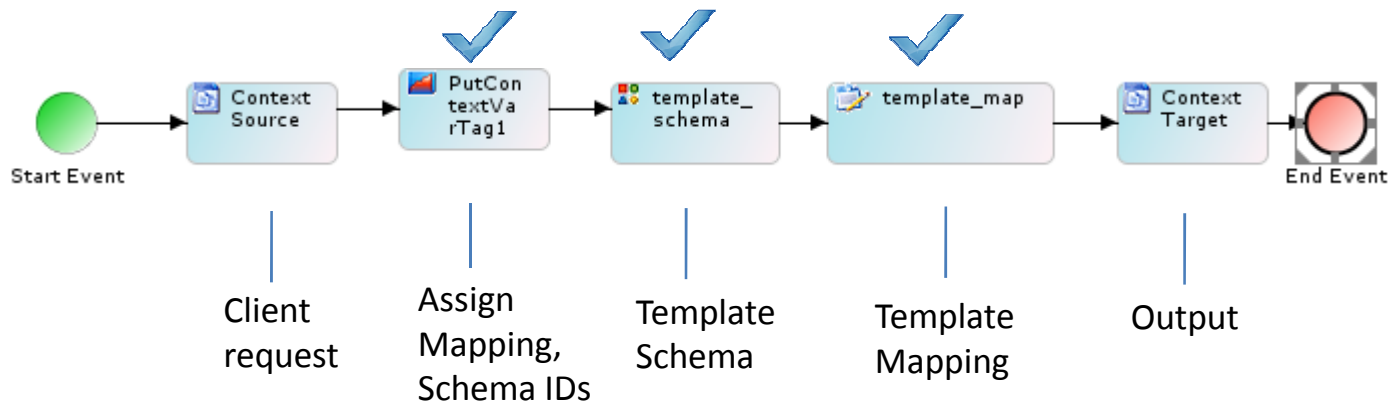 Start Event
Context
Source
PutCon
textVa
rTag1
template_
schema
template_map
Context
Target
End Event
Client
request
Assign
Mapping,
Schema IDs
Template
Schema
Template
Mapping
Output